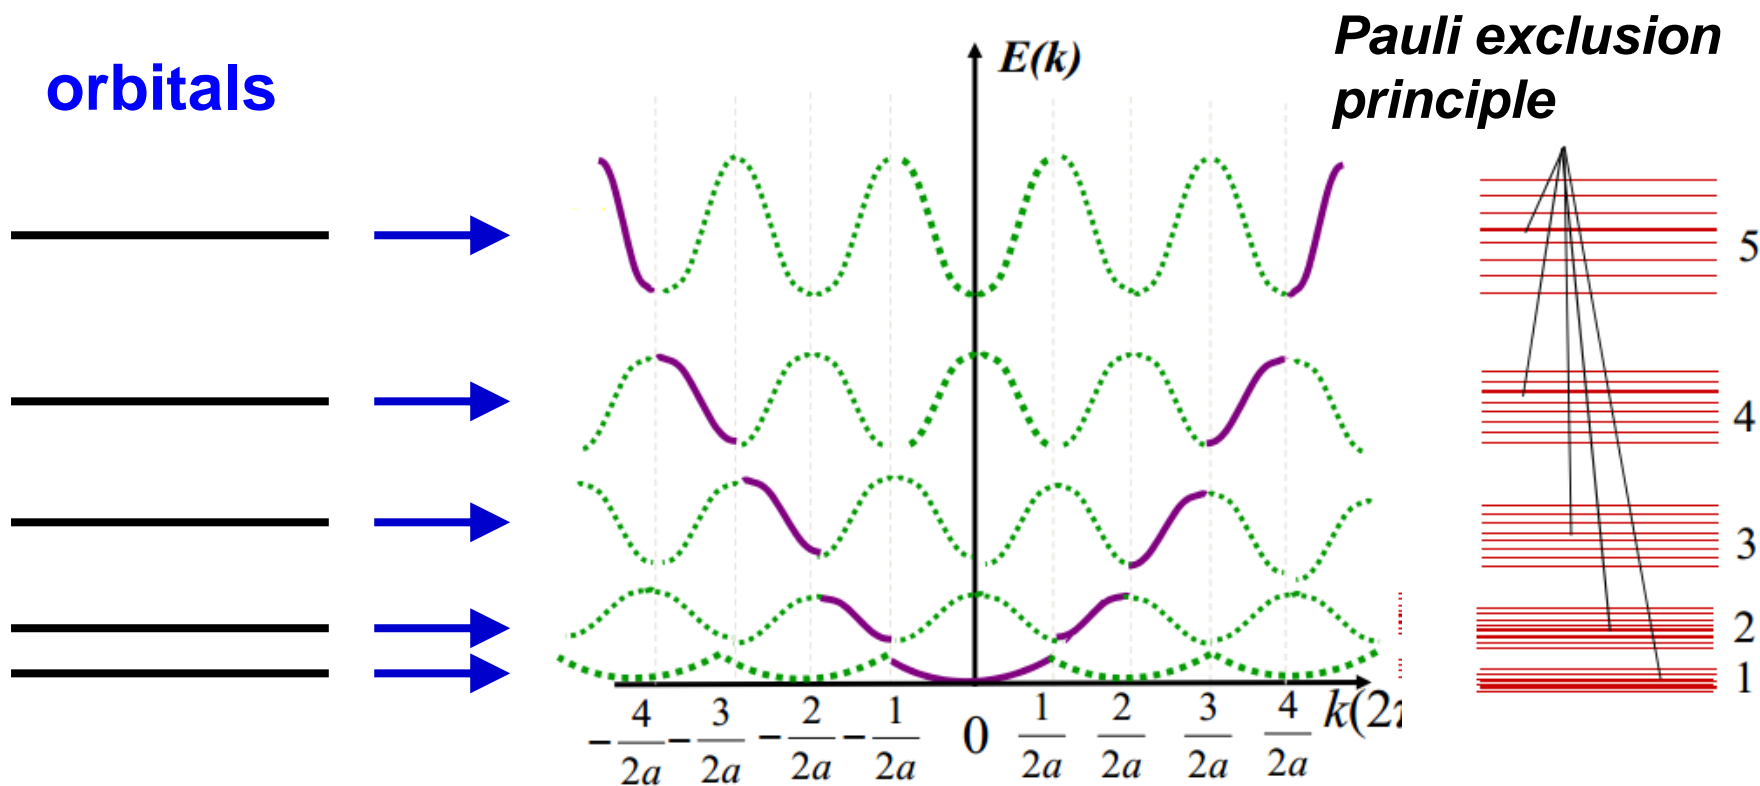 orbitals
E(k)
Pauli exclusion
principle
5
4
3
2
1
-4/2a -3/2a -2/2a -1/2a 0 1/2a 2/2a 3/2a 4/2a k(2